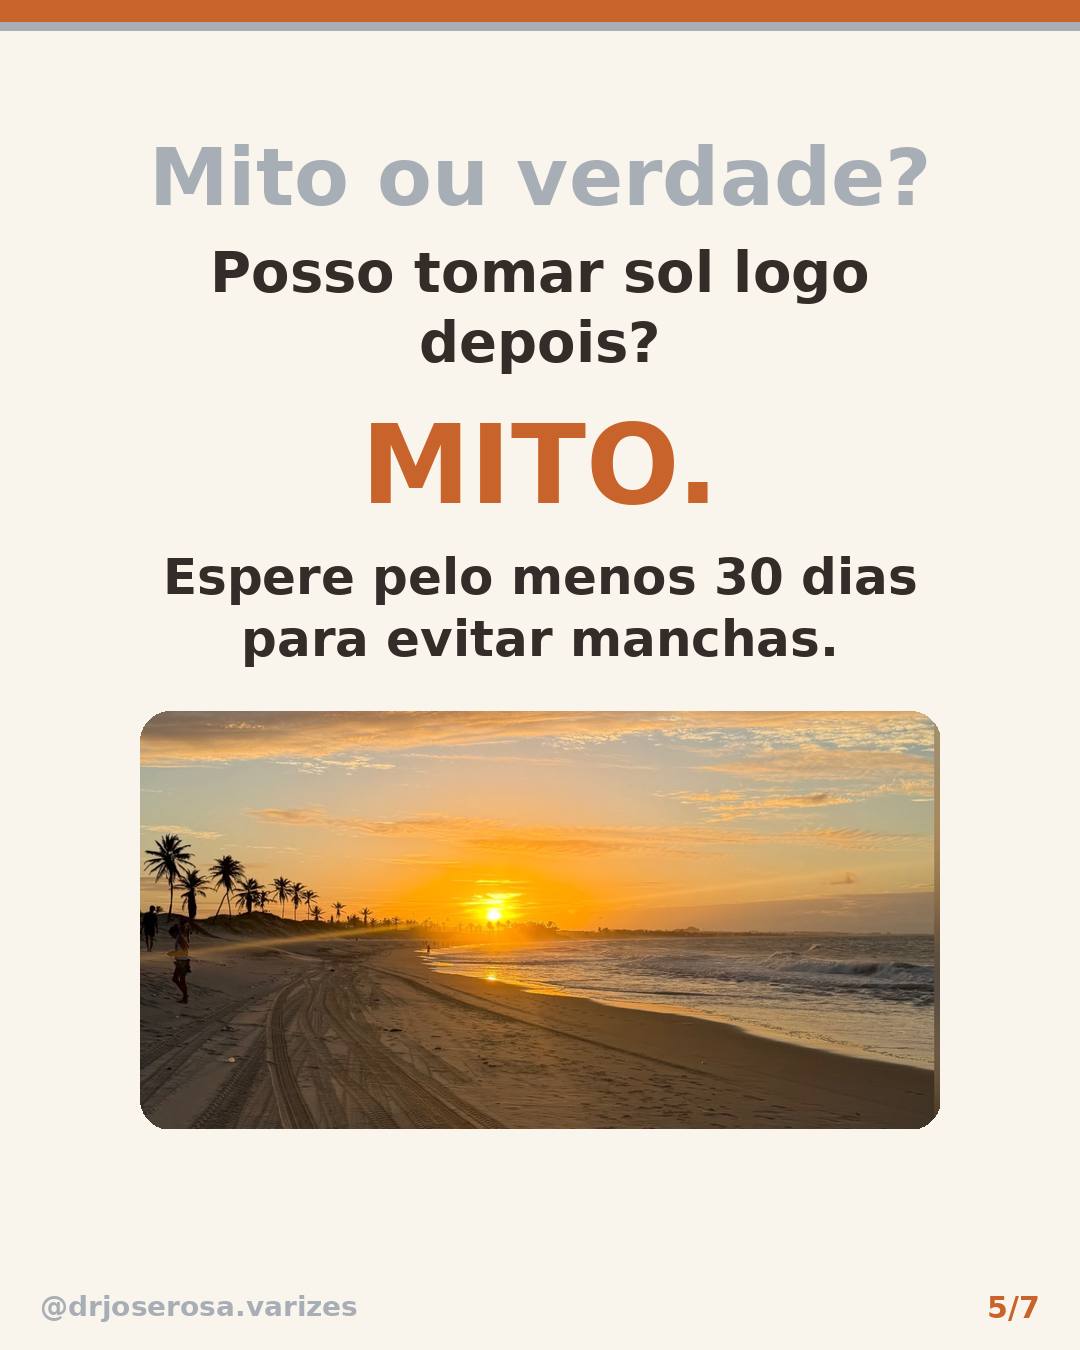 Mito ou verdade?
Posso tomar sol logo
depois?
MITO.
Espere pelo menos 30 dias
para evitar manchas.
@drjoserosa.varizes
5/7